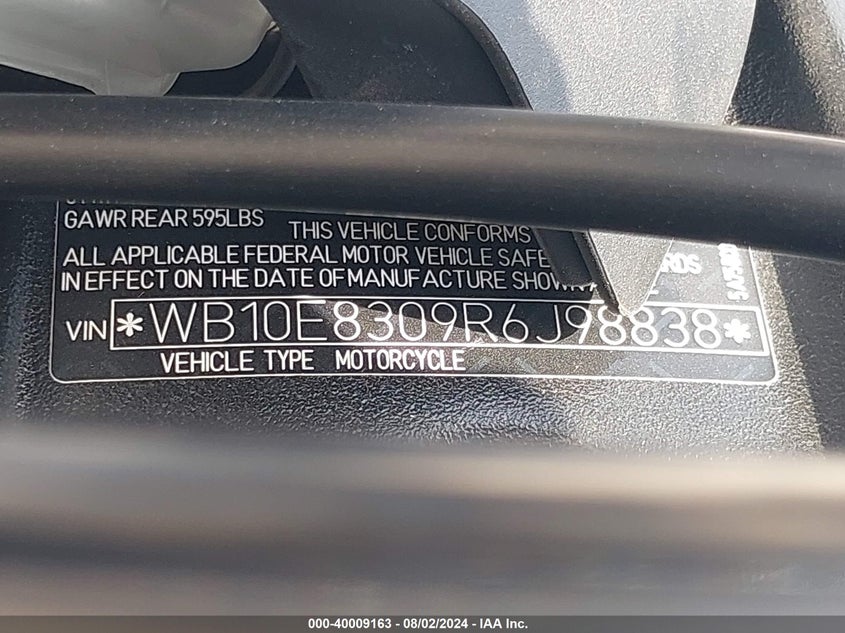 GAWR REAR 595LBS
THIS VEHICLE CONFORMS
ALL APPLICABLE FEDERAL MOTOR VEHICLE SAFE
IN EFFECT ON THE DATE OF MANUFACTURE SHOWN
VIN *WB10E8309R6J98838*
VEHICLE TYPE MOTORCYCLE
000-40009163 - 08/02/2024 - IAA Inc.